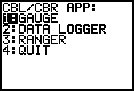 CBL/CBR APP:
1:GAUGE
2:DATA LOGGER
3:RANGER
4:QUIT